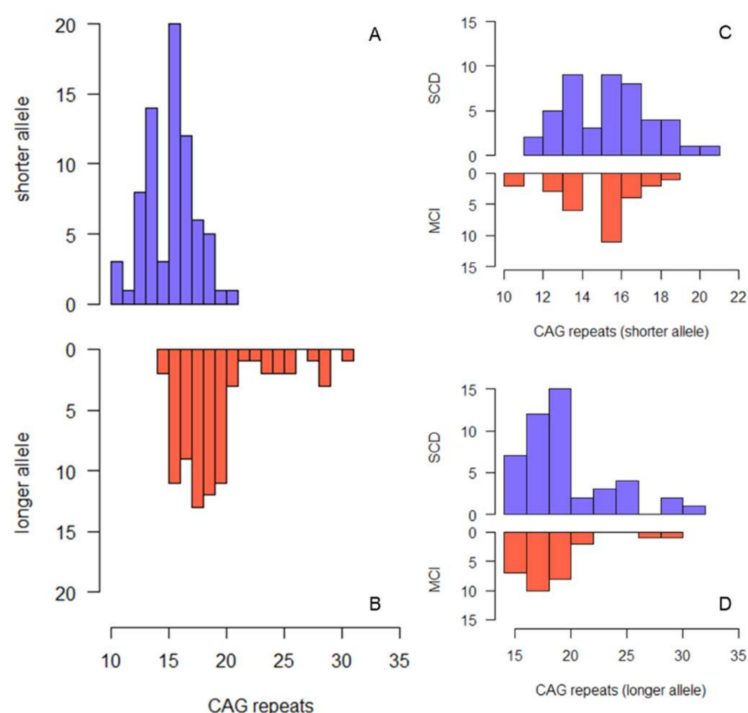 A
20
15
10
5
0
shorter allele
0
5
10
15
20
longer allele
B
10 15 20 25 30 35
CAG repeats
C
15
10
5
0
SCD
0
5
10
15
MCI
10 12 14 16 18 20 22
CAG repeats (shorter allele)
15
10
5
0
SCD
0
5
10
15
MCI
D
15 20 25 30 35
CAG repeats (longer allele)